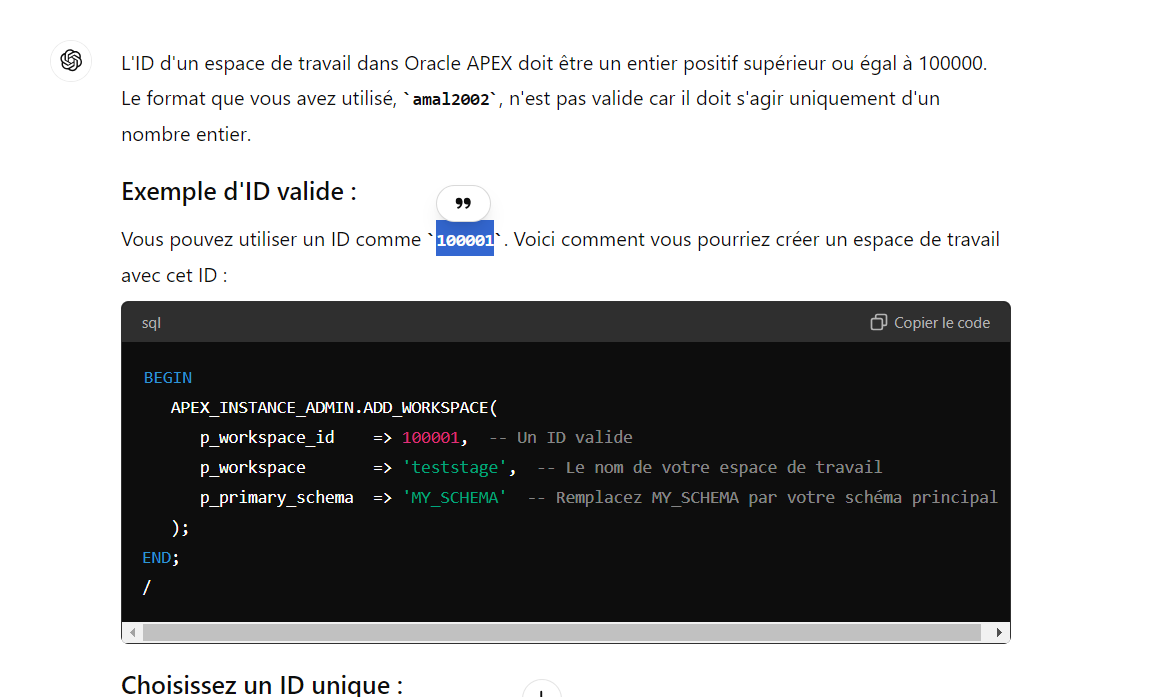 L'ID d'un espace de travail dans Oracle APEX doit être un entier positif supérieur ou égal à 100000.
Le format que vous avez utilisé, `amal2002`, n'est pas valide car il doit s'agir uniquement d'un
nombre entier.
Exemple d'ID valide :
Vous pouvez utiliser un ID comme `100001`. Voici comment vous pourriez créer un espace de travail
avec cet ID :
sql
Copier le code
BEGIN
APEX_INSTANCE_ADMIN.ADD_WORKSPACE(
p_workspace_id => 100001, -- Un ID valide
p_workspace => 'teststage', -- Le nom de votre espace de travail
p_primary_schema => 'MY_SCHEMA' -- Remplacez MY_SCHEMA par votre schéma principal
);
END;
/
Choisissez un ID unique :